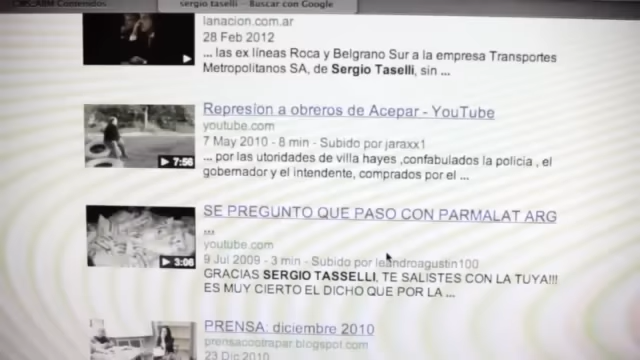 sergio taselli — Buscar con Google
lanacion.com.ar
28 Feb 2012
... las ex líneas Roca y Belgrano Sur a la empresa Transportes
Metropolitanos SA, de Sergio Taselli, sin ...
Represion a obreros de Acepar - YouTube
youtube.com
7 May 2010 - 8 min - Subido por jaraxx1
7:56
... por las utoridades de villa hayes ,confabulados la policia , el
gobernador y el intendente, comprados por el ...
SE PREGUNTO QUE PASO CON PARMALAT ARG
...
youtube.com
9 Jul 2009 - 3 min - Subido por leandroagustin100
3:06
GRACIAS SERGIO TASSELLI, TE SALISTES CON LA TUYA!!!
ES MUY CIERTO EL DICHO QUE POR LA ...
PRENSA: diciembre 2010
prensacootrapar.blogspot.com
23 Dic 2010